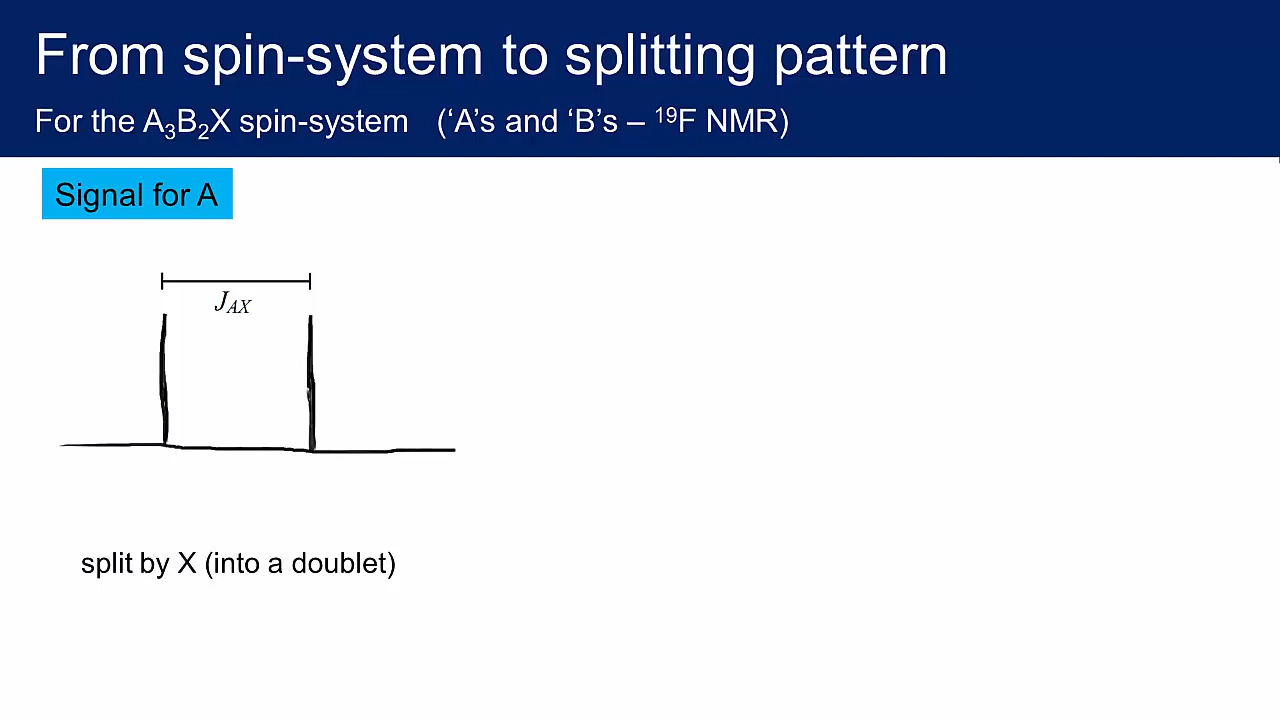 From spin-system to splitting pattern
For the A₃B₂X spin-system (‘A’s and ‘B’s – ¹⁹F NMR)
Signal for A
J_AX
split by X (into a doublet)